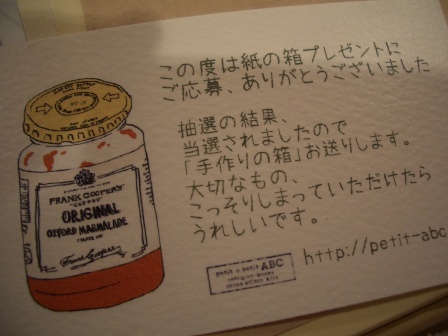 この度は紙の箱プレゼントに
ご応募、ありがとうございました
抽選の結果、
当選されましたので
「手作りの箱」お送りします。
大切なもの、
こっそりしまっていただけたら
うれしいです。
FRANK COOPER'S
"OXFORD"
ORIGINAL
OXFORD MARMALADE
Frank Cooper
petit à petit ABC
http://petit-abc